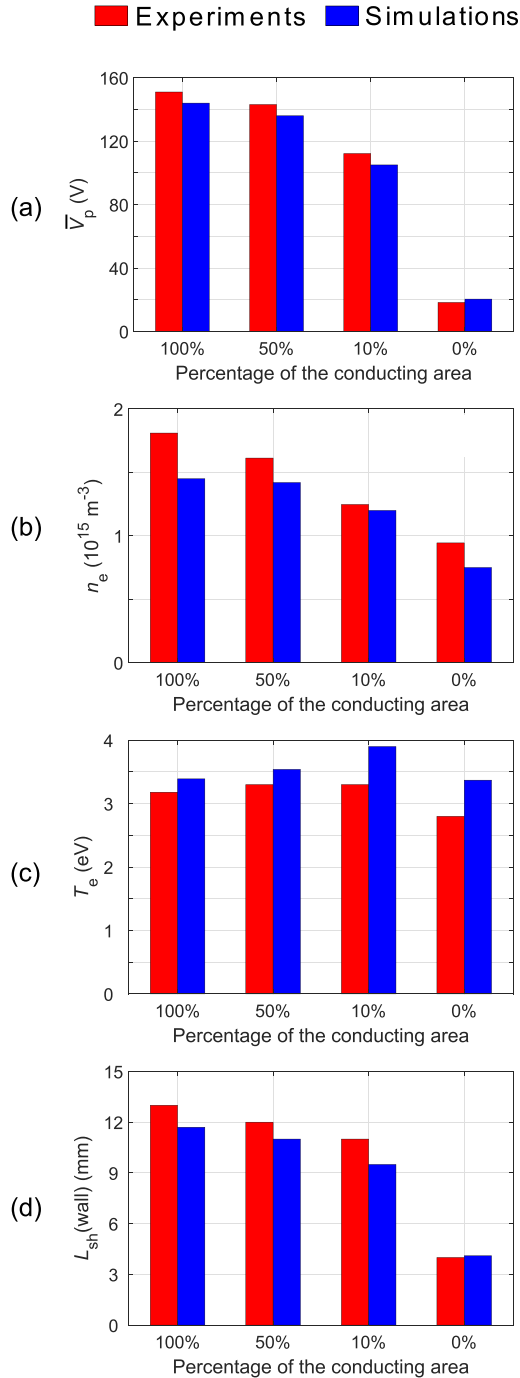 Experiments Simulations
(a)
V̅p (V)
160
120
80
40
0
100% 50% 10% 0%
Percentage of the conducting area
(b)
ne (10^15 m^-3)
2
1
0
100% 50% 10% 0%
Percentage of the conducting area
(c)
Te (eV)
4
3
2
1
0
100% 50% 10% 0%
Percentage of the conducting area
(d)
Lsh(wall) (mm)
15
12
9
6
3
0
100% 50% 10% 0%
Percentage of the conducting area